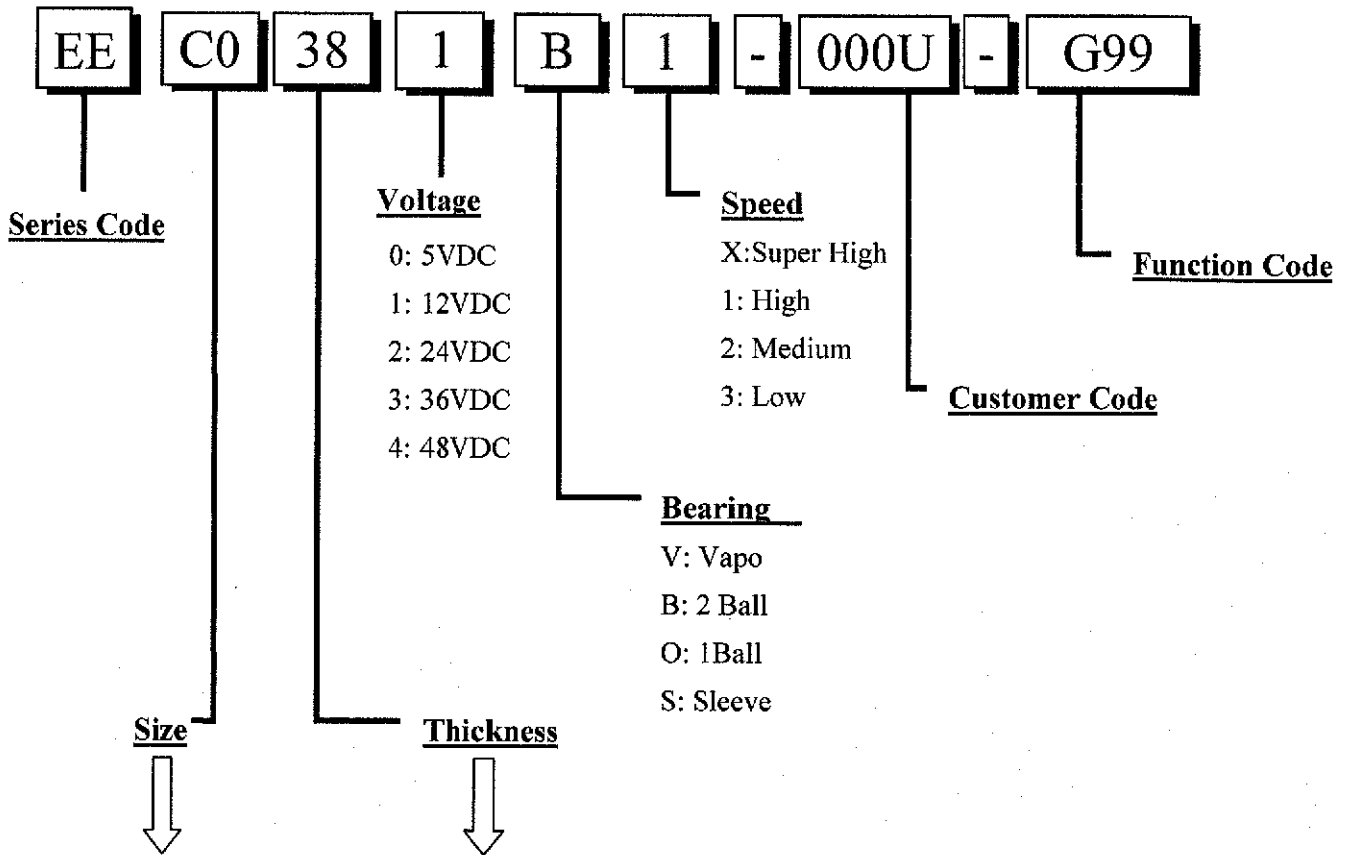 EE C0 38 1 B 1 - 000U - G99
Series Code
Voltage
0: 5VDC
1: 12VDC
2: 24VDC
3: 36VDC
4: 48VDC
Speed
X:Super High
1: High
2: Medium
3: Low
Function Code
Customer Code
Bearing
V: Vapo
B: 2 Ball
O: 1Ball
S: Sleeve
Size
Thickness